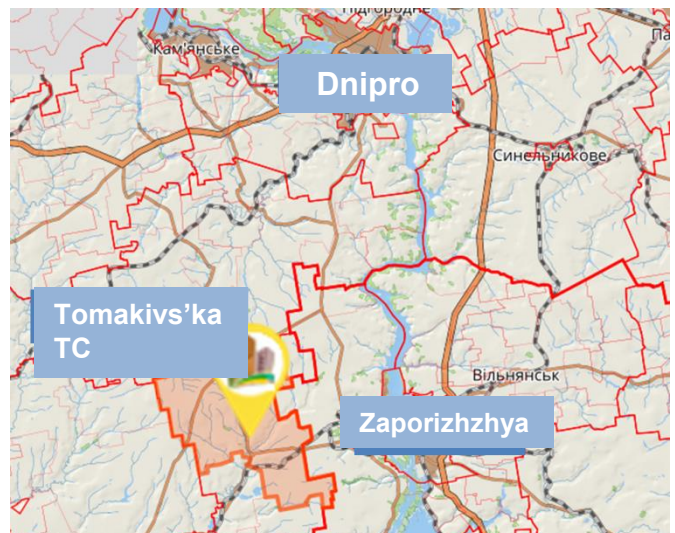 Підгородне
Кам'янське
Dnipro
Синельникове
Tomakivs’ka
TC
Вільнянськ
Zaporizhzhya